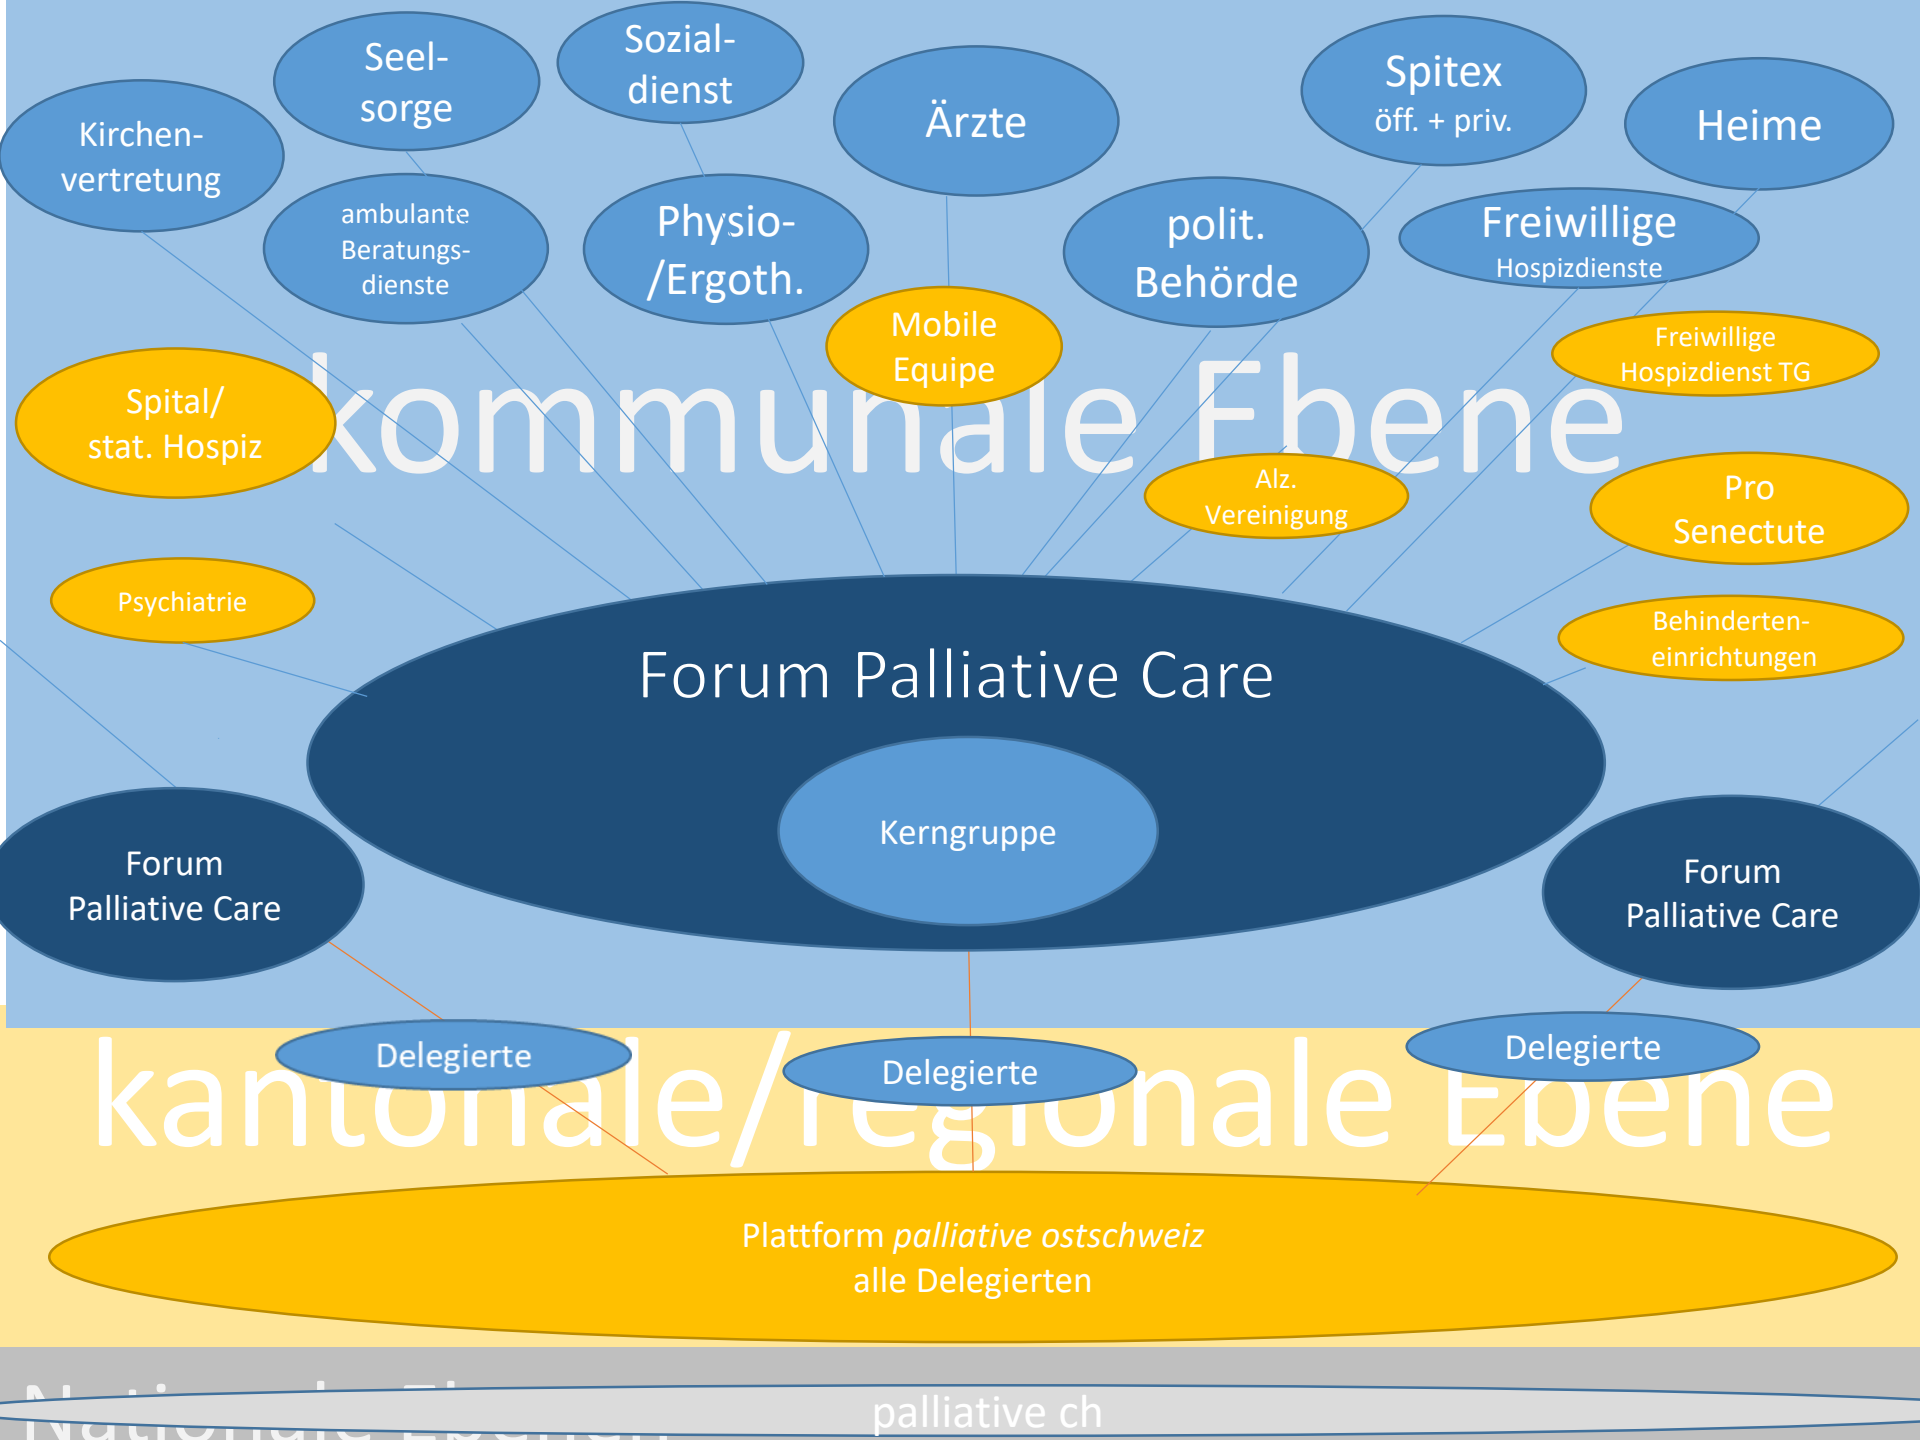 Seel-
sorge
Sozial-
dienst
Spitex
öff. + priv.
Ärzte
Heime
Kirchen-
vertretung
ambulante
Beratungs-
dienste
Physio-
/Ergoth.
polit.
Behörde
Freiwillige
Hospizdienste
Mobile
Equipe
Freiwillige
Hospizdienst TG
Spital/
stat. Hospiz
kommunale Ebene
Alz.
Vereinigung
Pro
Senectute
Psychiatrie
Behinderten-
einrichtungen
Forum Palliative Care
Kerngruppe
Forum
Palliative Care
Forum
Palliative Care
Delegierte
Delegierte
Delegierte
kantonale/regionale Ebene
Plattform palliative ostschweiz
alle Delegierten
Nationale Ebenen
palliative ch